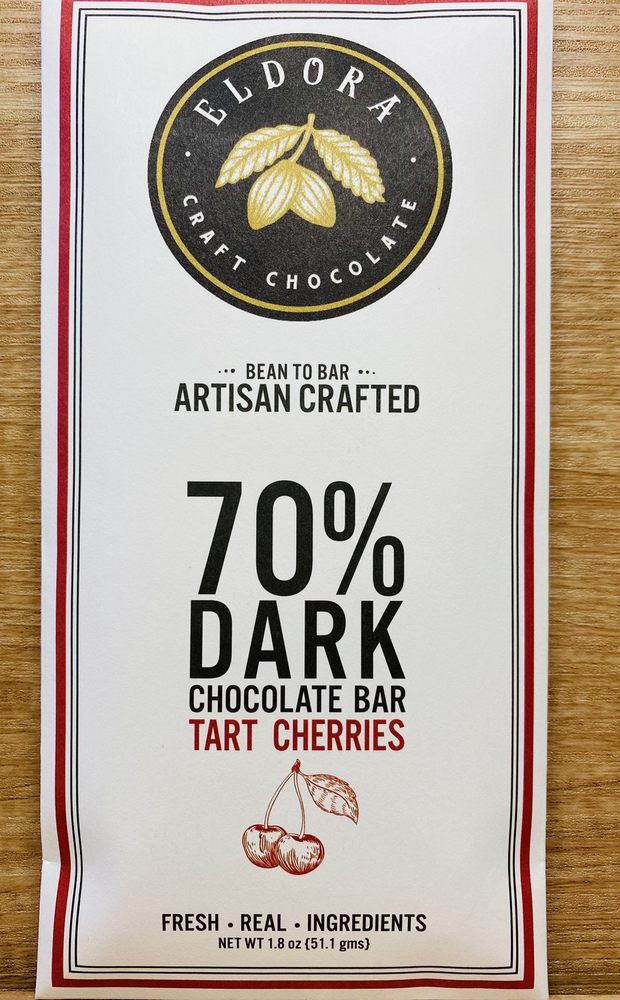 ELDORA
CRAFT CHOCOLATE
··· BEAN TO BAR ···
ARTISAN CRAFTED
70%
DARK
CHOCOLATE BAR
TART CHERRIES
FRESH • REAL • INGREDIENTS
NET WT 1.8 oz {51.1 gms}